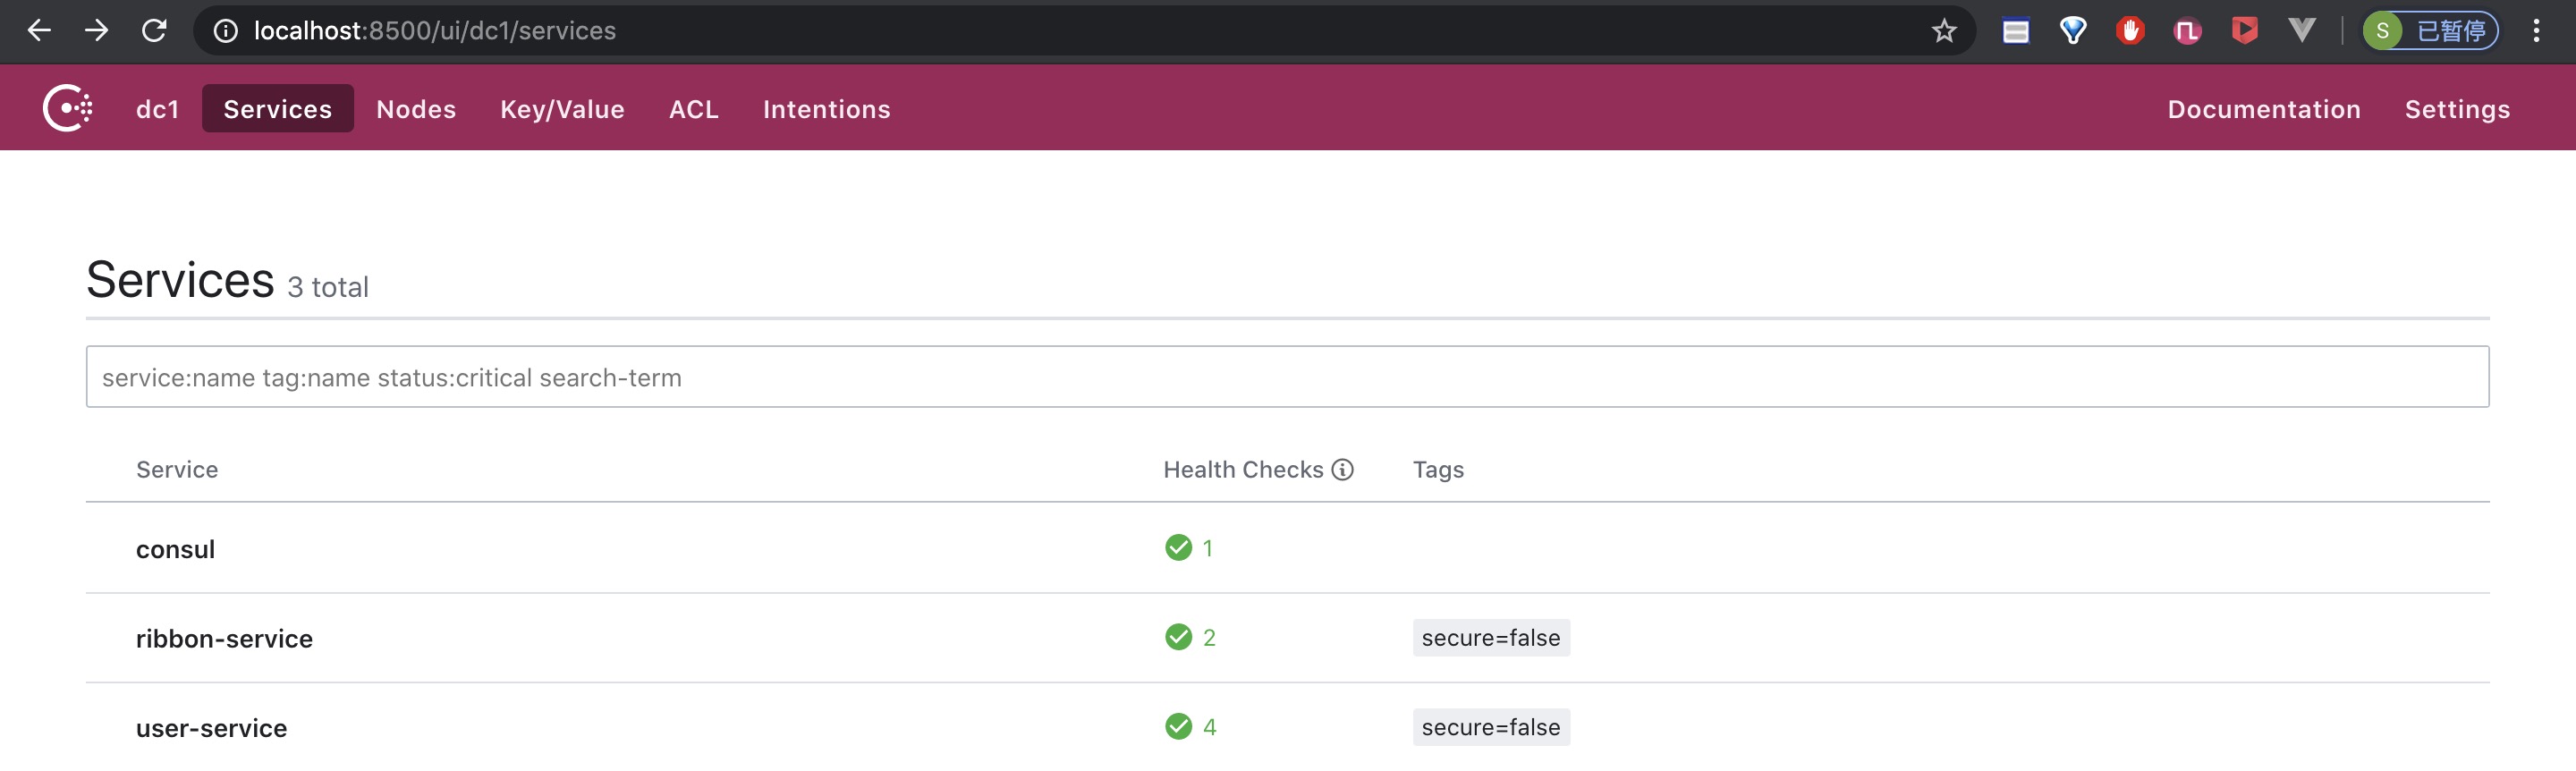 localhost:8500/ui/dc1/services S 已暂停
dc1 Services Nodes Key/Value ACL Intentions Documentation Settings
Services 3 total
service:name tag:name status:critical search-term
Service Health Checks Tags
consul 1
ribbon-service 2 secure=false
user-service 4 secure=false